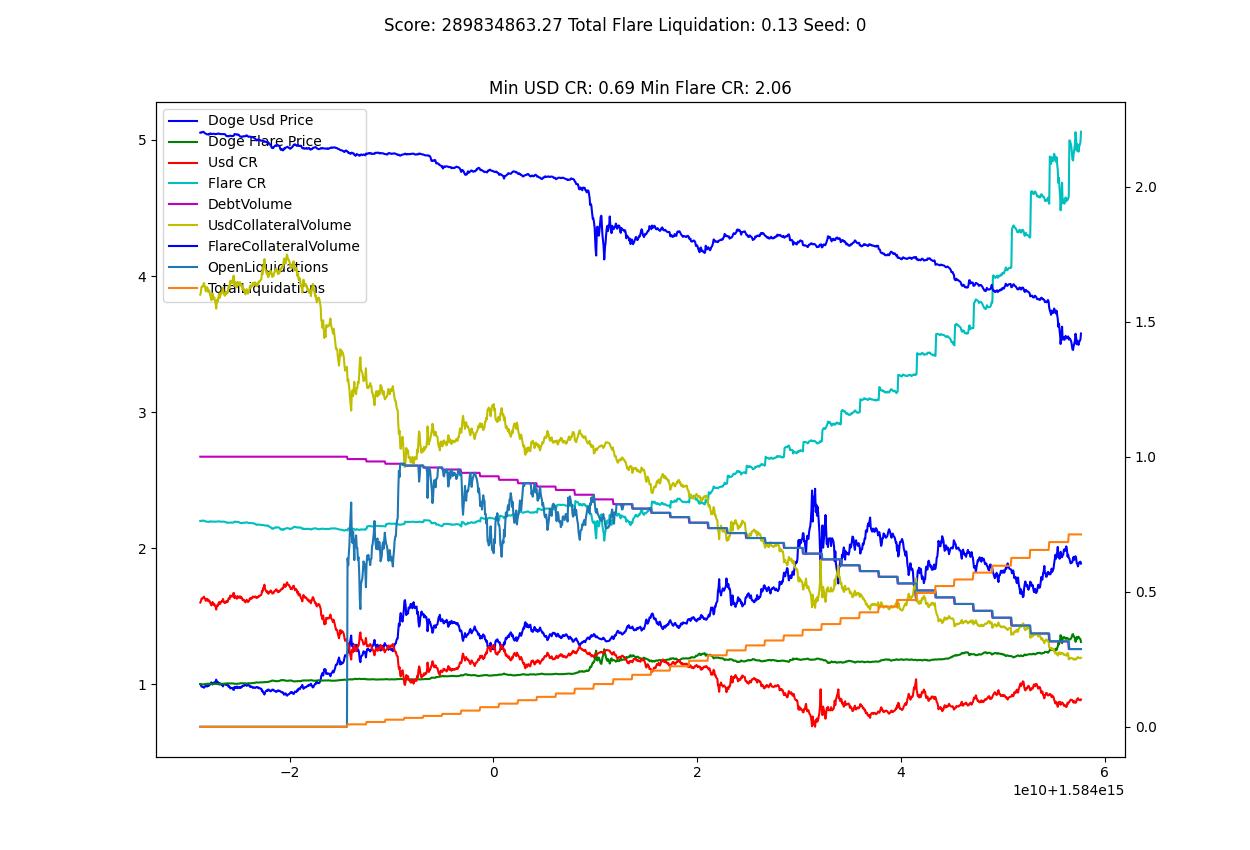 Score: 289834863.27 Total Flare Liquidation: 0.13 Seed: 0
Min USD CR: 0.69 Min Flare CR: 2.06
Doge Usd Price
Doge Flare Price
Usd CR
Flare CR
DebtVolume
UsdCollateralVolume
FlareCollateralVolume
OpenLiquidations
TotalLiquidations
5
4
3
2
1
2.0
1.5
1.0
0.5
0.0
−2 0 2 4 6
1e10+1.584e15